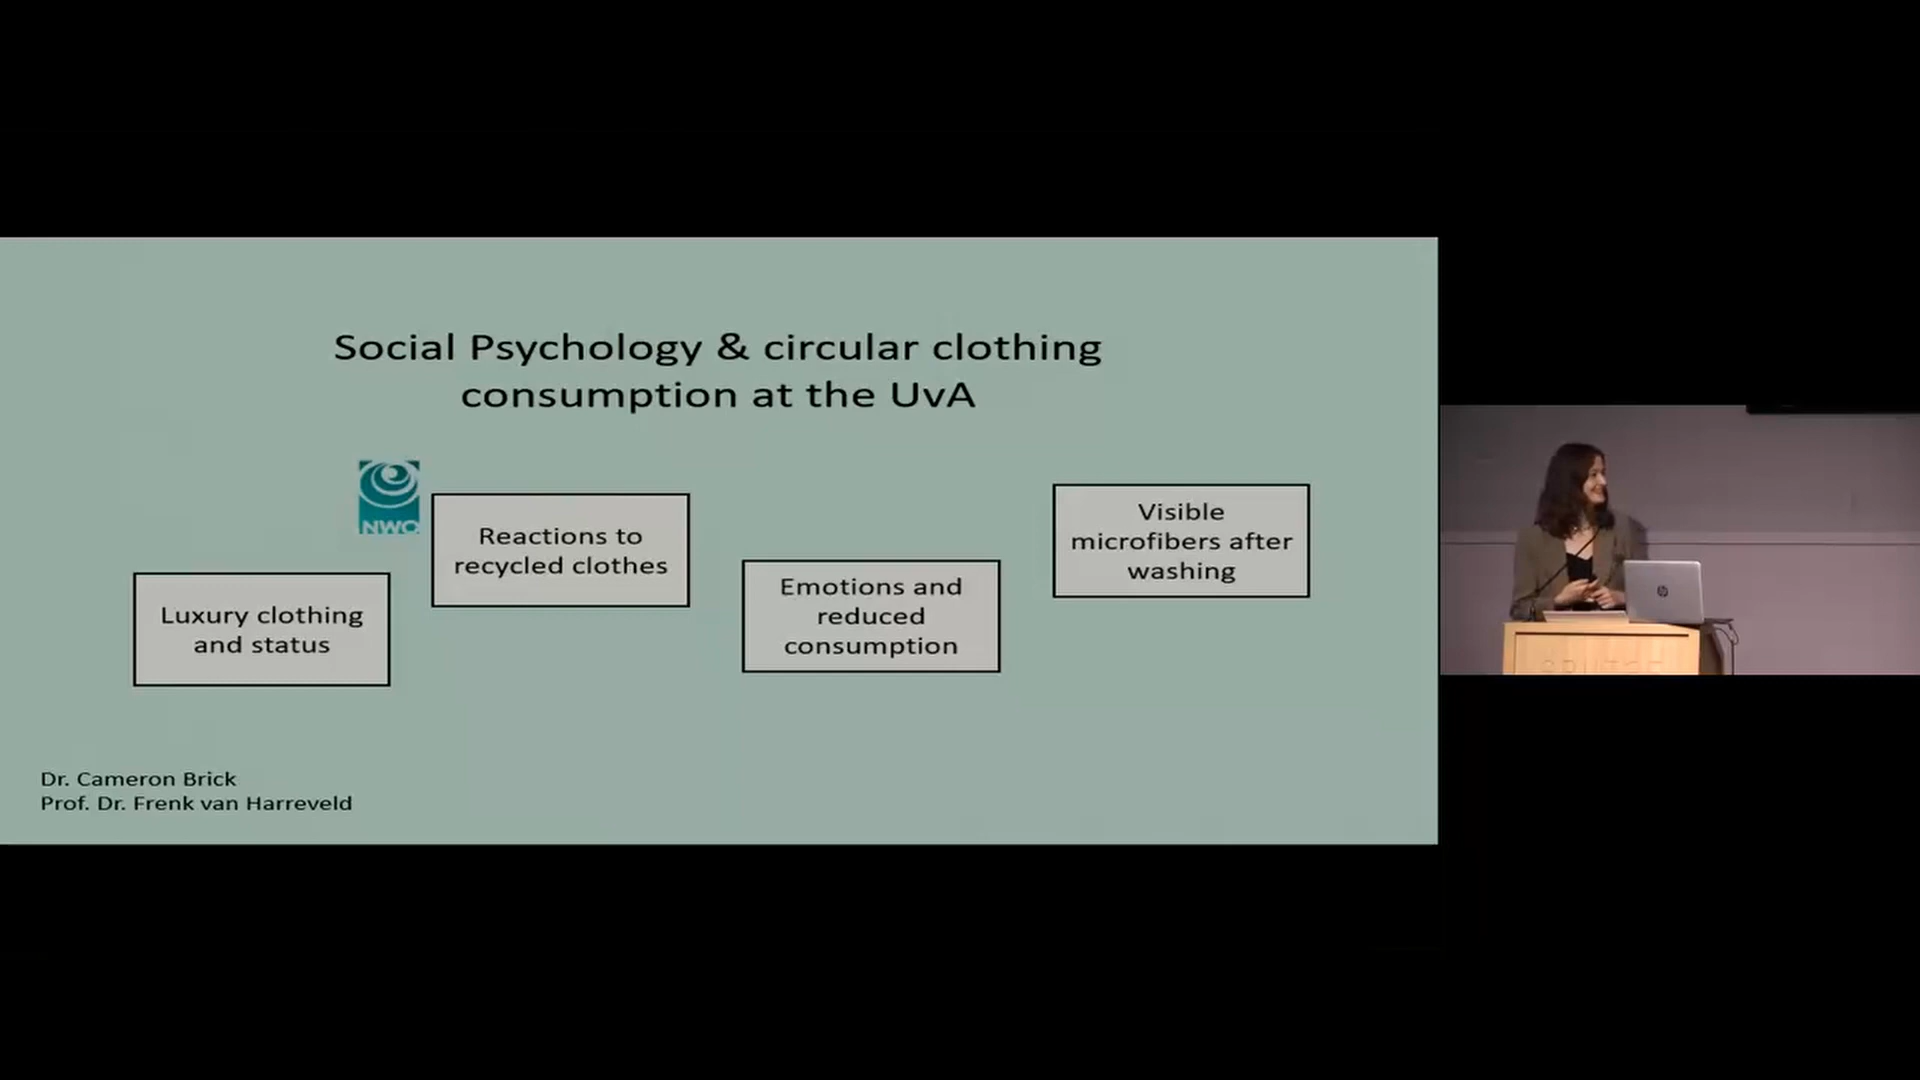 Social Psychology & circular clothing
consumption at the UvA
NWO
Reactions to
recycled clothes
Visible
microfibers after
washing
Luxury clothing
and status
Emotions and
reduced
consumption
Dr. Cameron Brick
Prof. Dr. Frenk van Harreveld
hp